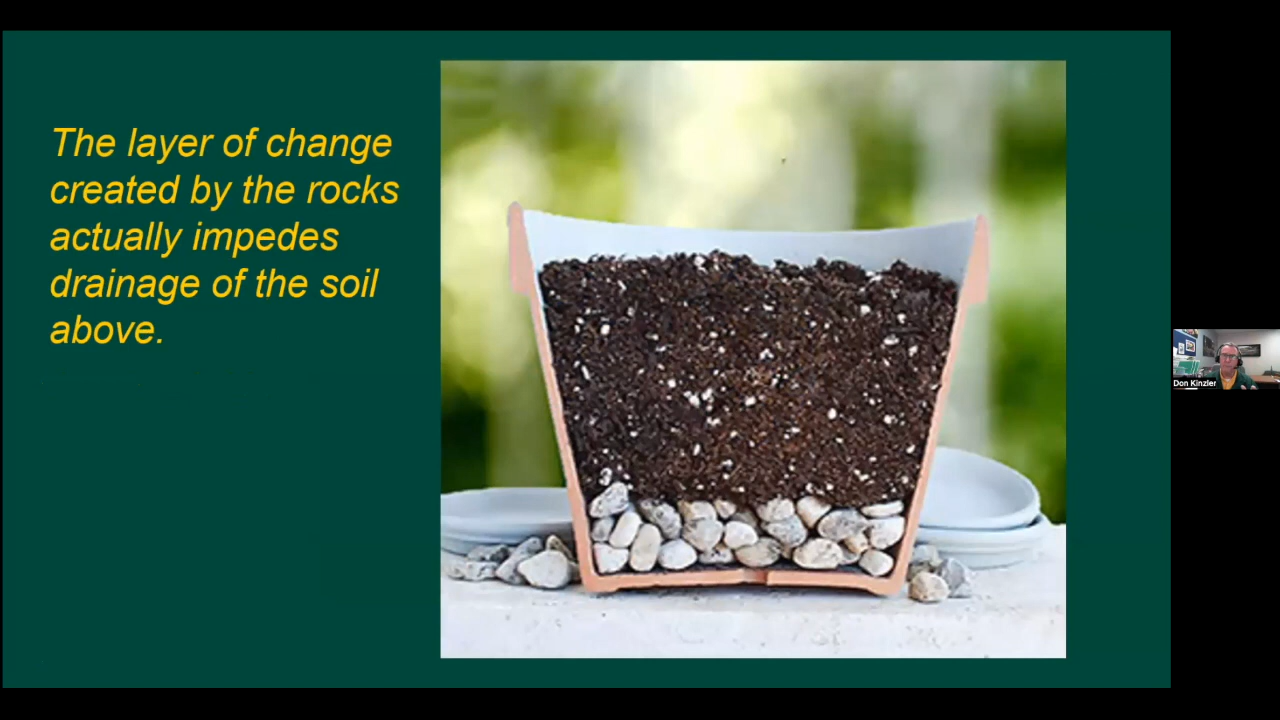 The layer of change
created by the rocks
actually impedes
drainage of the soil
above.
Don Kinzler